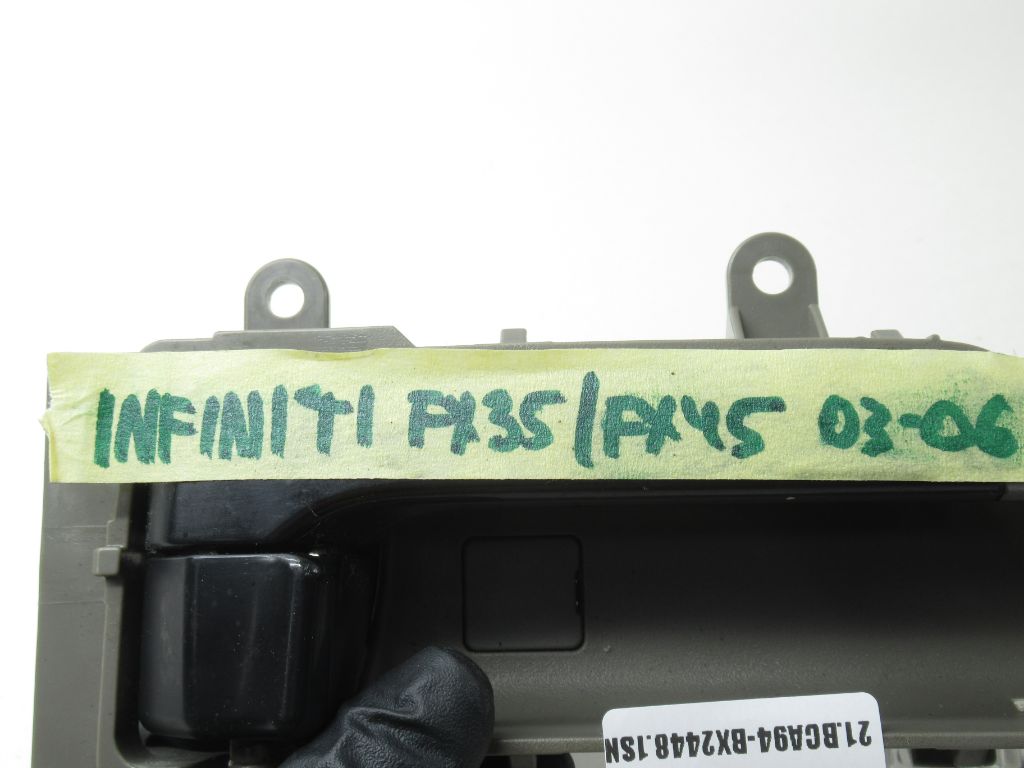 INFINITI FX35/FX45 03-06
21.BCA94-BX2448.1SN